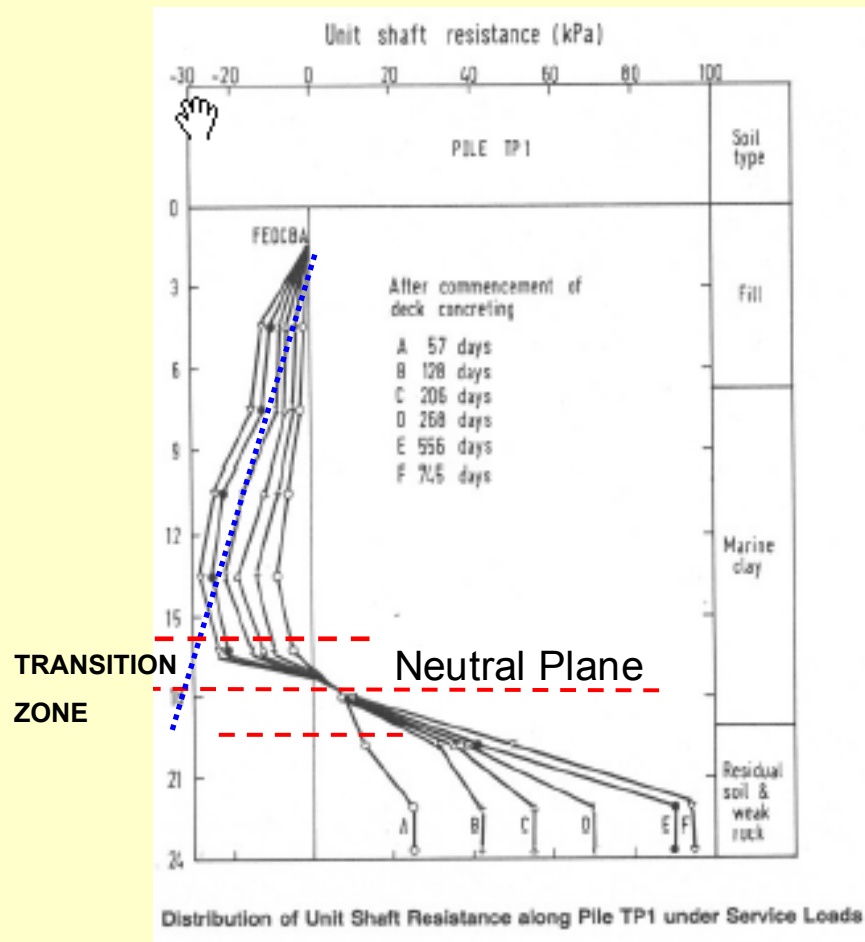 Unit shaft resistance (kPa)
-30 -20 0 20 40 60 80 100
PILE TP1
Soil type
0
FEDCBA
3
After commencement of
deck concreting
Fill
A 57 days
6
B 128 days
C 206 days
D 268 days
9
E 556 days
F 745 days
12
Marine clay
15
TRANSITION
ZONE
Neutral Plane
21
Residual
soil &
weak
rock
A B C D E F
24
Distribution of Unit Shaft Resistance along Pile TP1 under Service Loads